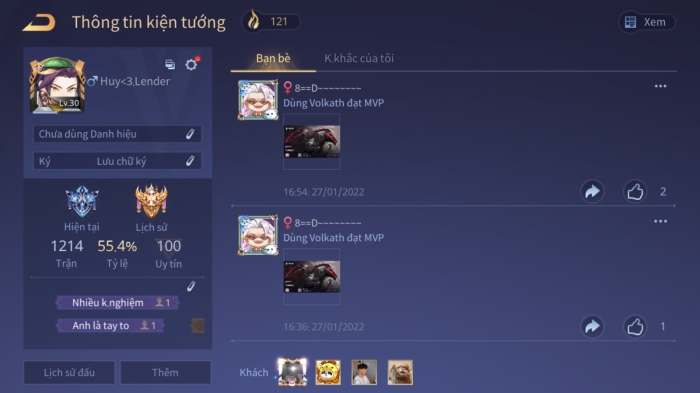 Thông tin kiện tướng
121
Xem
Huy<3,Lender
Lv.30
Chưa dùng Danh hiệu
Ký Lưu chữ ký
Hiện tại Lịch sử
1214 55.4% 100
Trận Tỷ lệ Uy tín
Nhiều k.nghiệm 1
Anh là tay to 1
Lịch sử đấu Thêm
Bạn bè K.khắc của tôi
8==D~~~~~~~~
Dùng Volkath đạt MVP
16:54: 27/01/2022 2
8==D~~~~~~~~
Dùng Volkath đạt MVP
16:36: 27/01/2022 1
Khách